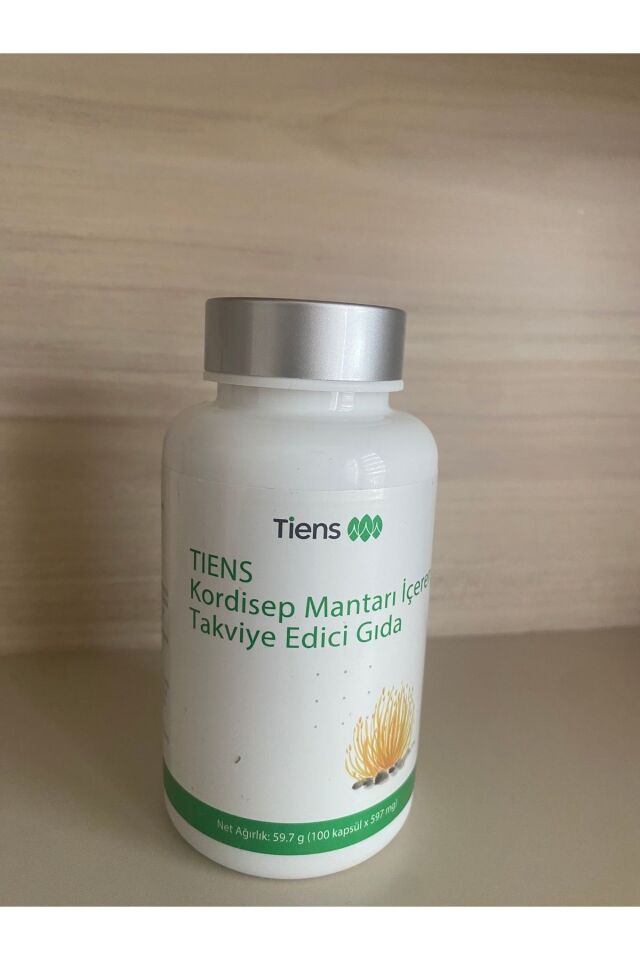 Tiens
TIENS
Kordisep Mantarı İçeren
Takviye Edici Gıda
Net Ağırlık: 59.7 g (100 kapsül x 597 mg)